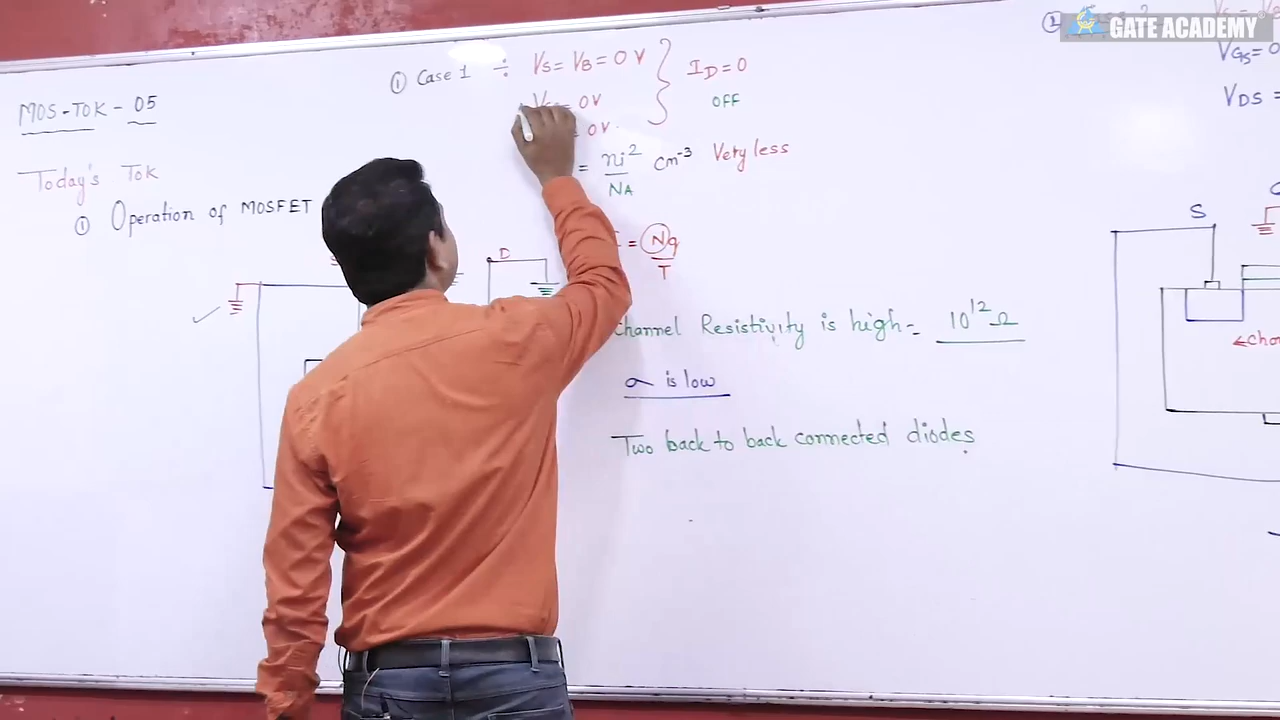 MOS-TOK-05
Today's Tok
① Operation of MOSFET
① Case 1 ÷ VS = VB = 0 V
= 0V
= 0V.
ID = 0
OFF
= ni²/NA cm⁻³ Very less
= Nq/T
D
Channel Resistivity is high = 10¹² Ω
σ is low
Two back to back connected diodes.
①
GATE ACADEMY
VGS = 0
VDS =
S